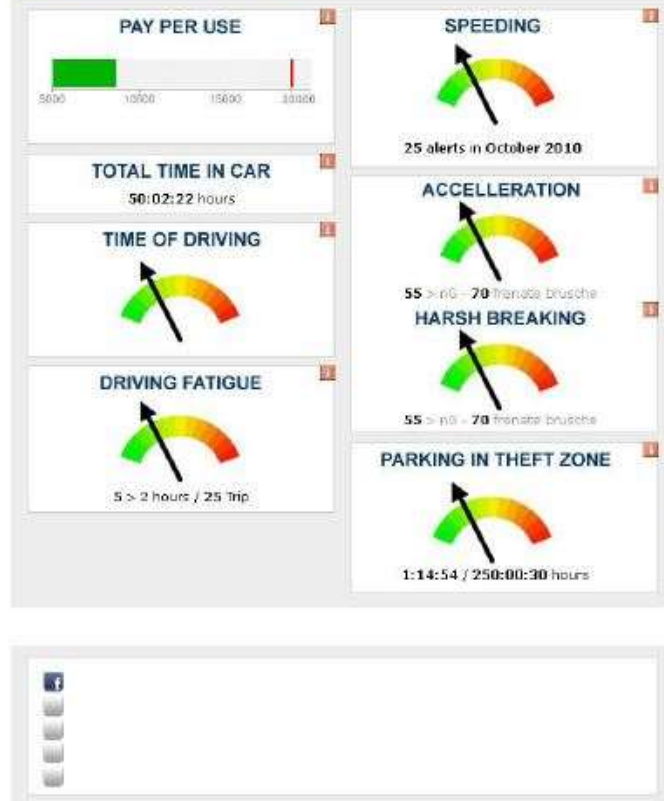 PAY PER USE
5000 10000 15000 20000
TOTAL TIME IN CAR
50:02:22 hours
TIME OF DRIVING
DRIVING FATIGUE
5 > 2 hours / 25 Trip
SPEEDING
25 alerts in October 2010
ACCELLERATION
55 > n6 - 70 frenate brusche
HARSH BREAKING
55 > n6 - 70 frenate brusche
PARKING IN THEFT ZONE
1:14:54 / 250:00:30 hours
f